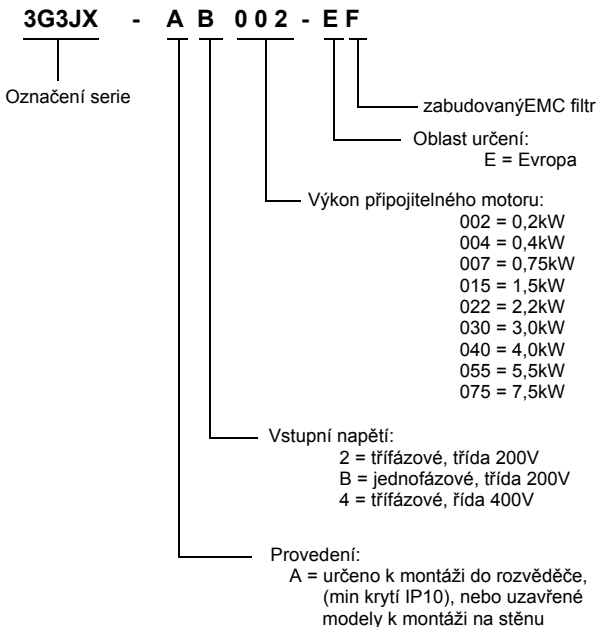 3G3JX - A B 0 0 2 - E F
Označení serie
zabudovanýEMC filtr
Oblast určení:
E = Evropa
Výkon připojitelného motoru:
002 = 0,2kW
004 = 0,4kW
007 = 0,75kW
015 = 1,5kW
022 = 2,2kW
030 = 3,0kW
040 = 4,0kW
055 = 5,5kW
075 = 7,5kW
Vstupní napětí:
2 = třífázové, třída 200V
B = jednofázové, třída 200V
4 = třífázové, řída 400V
Provedení:
A = určeno k montáži do rozvěděče,
(min krytí IP10), nebo uzavřené
modely k montáži na stěnu